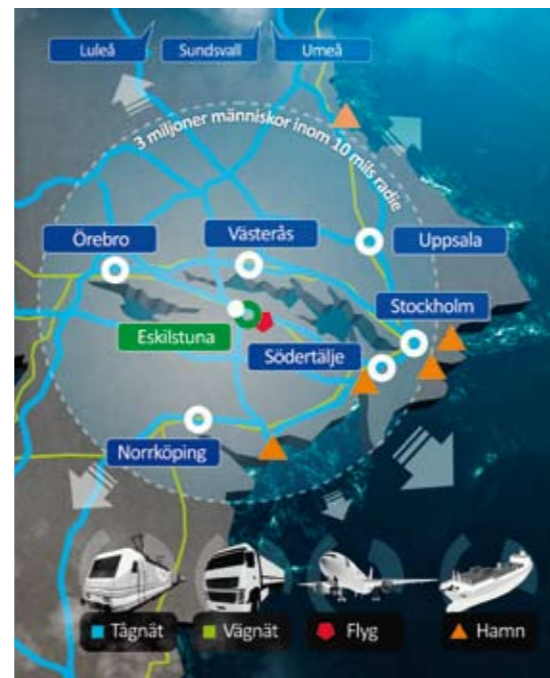 Luleå
Sundsvall
Umeå
3 miljoner människor inom 10 mils radie
Örebro
Västerås
Uppsala
Stockholm
Eskilstuna
Södertälje
Norrköping
Tågnät
Vägnät
Flyg
Hamn